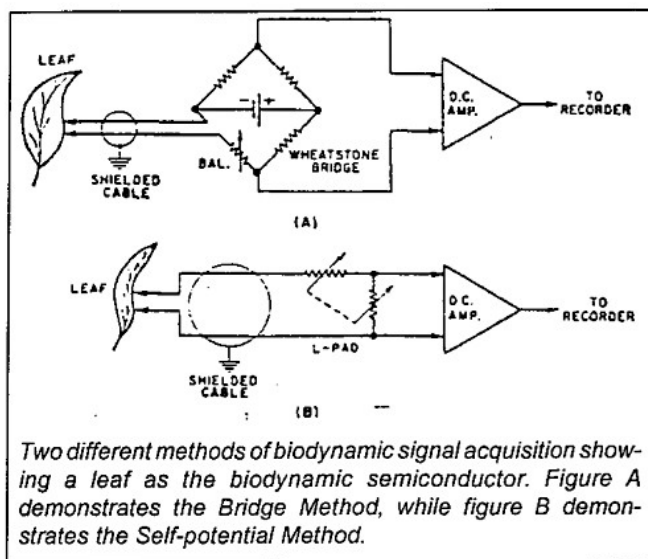 LEAF
SHIELDED
CABLE
BAL.
- +
WHEATSTONE
BRIDGE
D.C.
AMP.
TO
RECORDER
(A)
LEAF
SHIELDED
CABLE
L-PAD
D.C.
AMP.
TO
RECORDER
(B)
Two different methods of biodynamic signal acquisition show-
ing a leaf as the biodynamic semiconductor. Figure A
demonstrates the Bridge Method, while figure B demon-
strates the Self-potential Method.